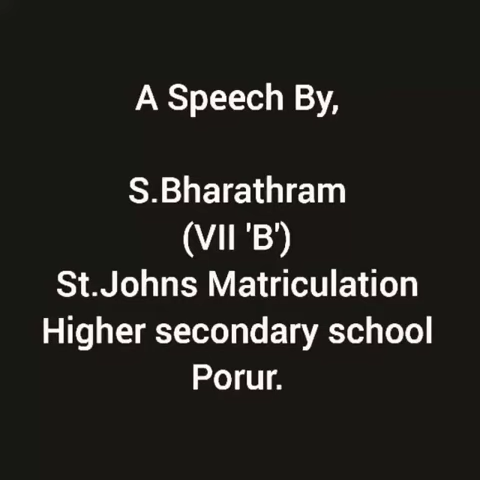 A Speech By,
S.Bharathram
(VII 'B')
St.Johns Matriculation
Higher secondary school
Porur.